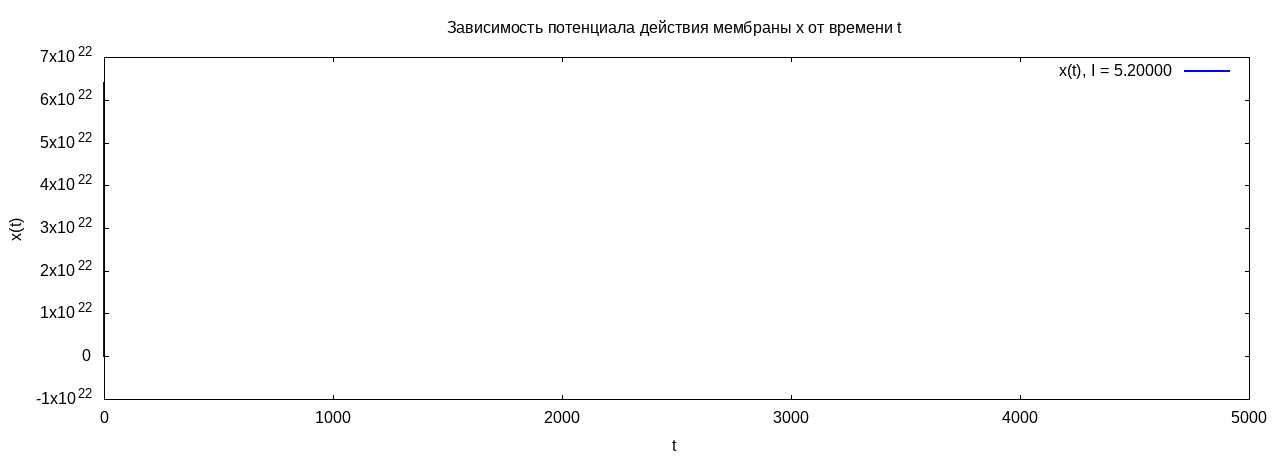 Зависимость потенциала действия мембраны x от времени t
x(t), I = 5.20000
7x10 22
6x10 22
5x10 22
4x10 22
3x10 22
2x10 22
1x10 22
0
-1x10 22
x(t)
0 1000 2000 3000 4000 5000
t